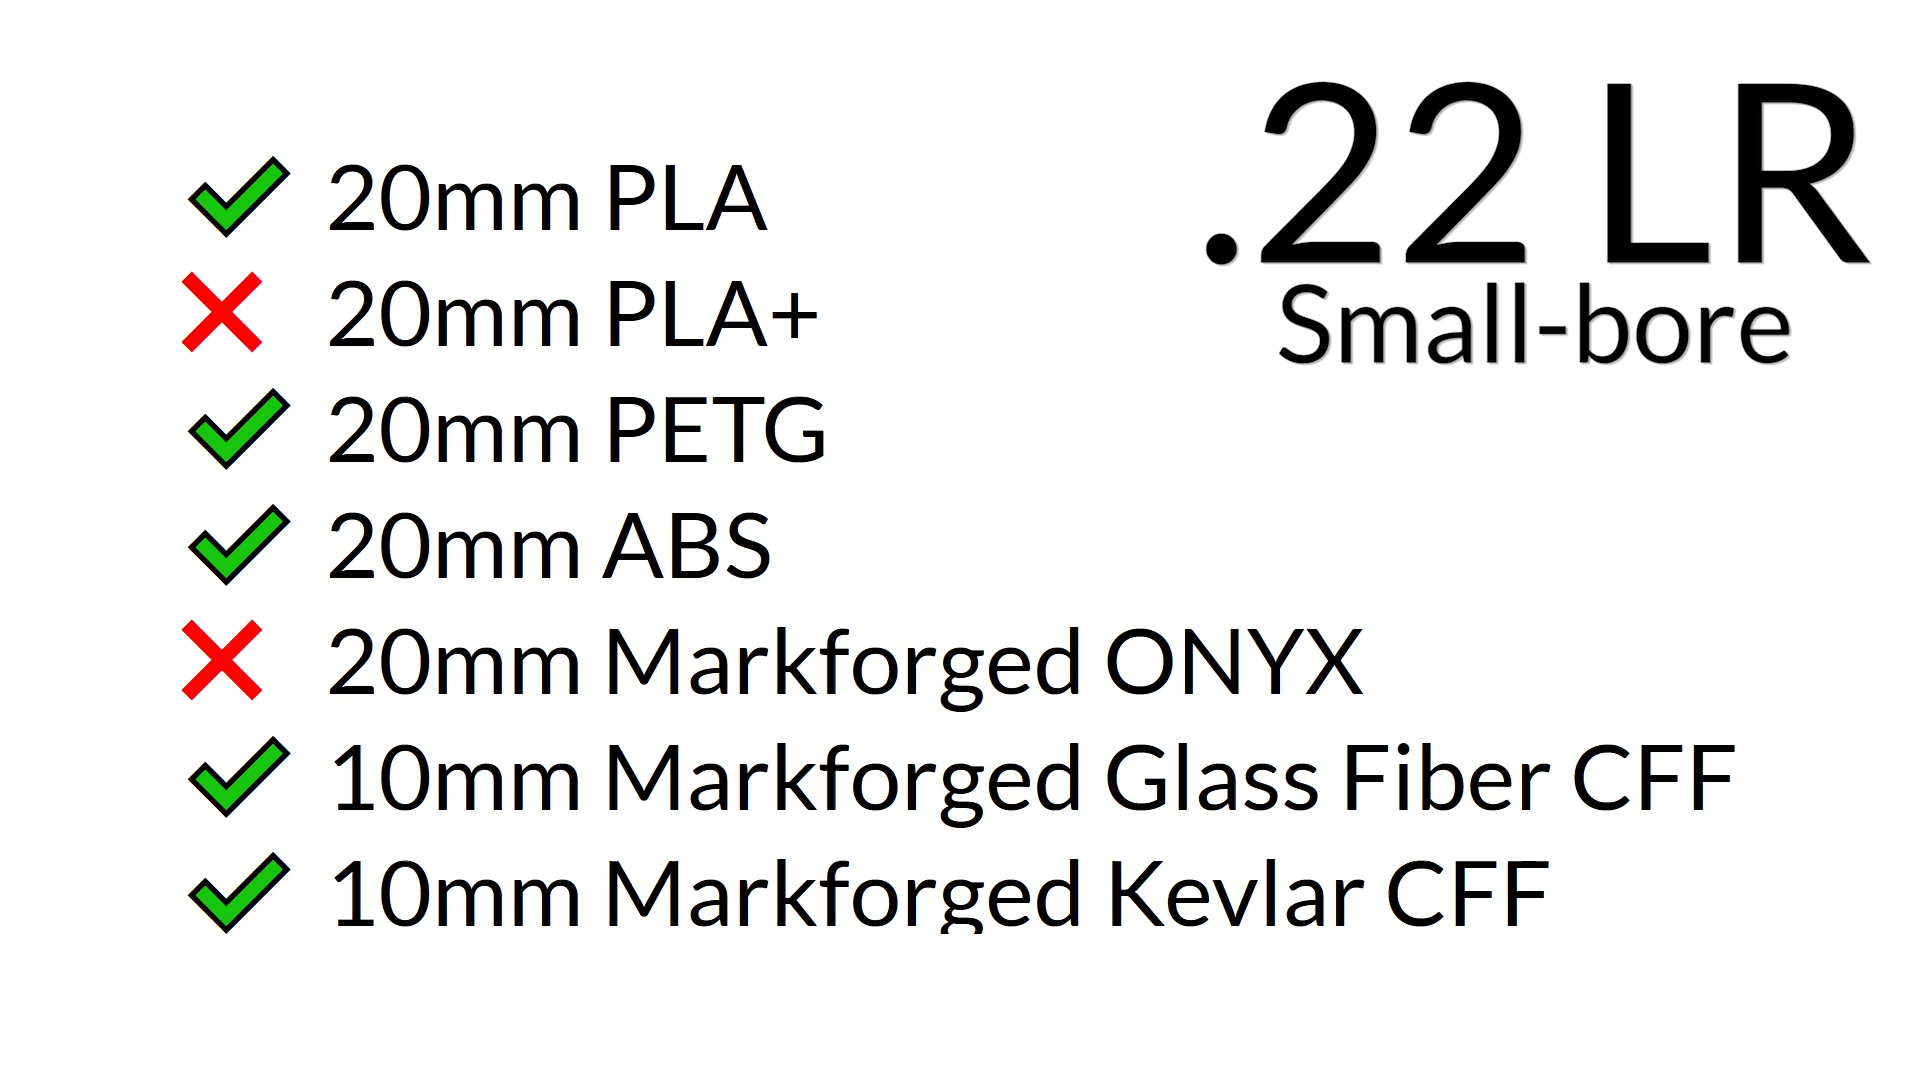 .22 LR
Small-bore
20mm PLA
20mm PLA+
20mm PETG
20mm ABS
20mm Markforged ONYX
10mm Markforged Glass Fiber CFF
10mm Markforged Kevlar CFF